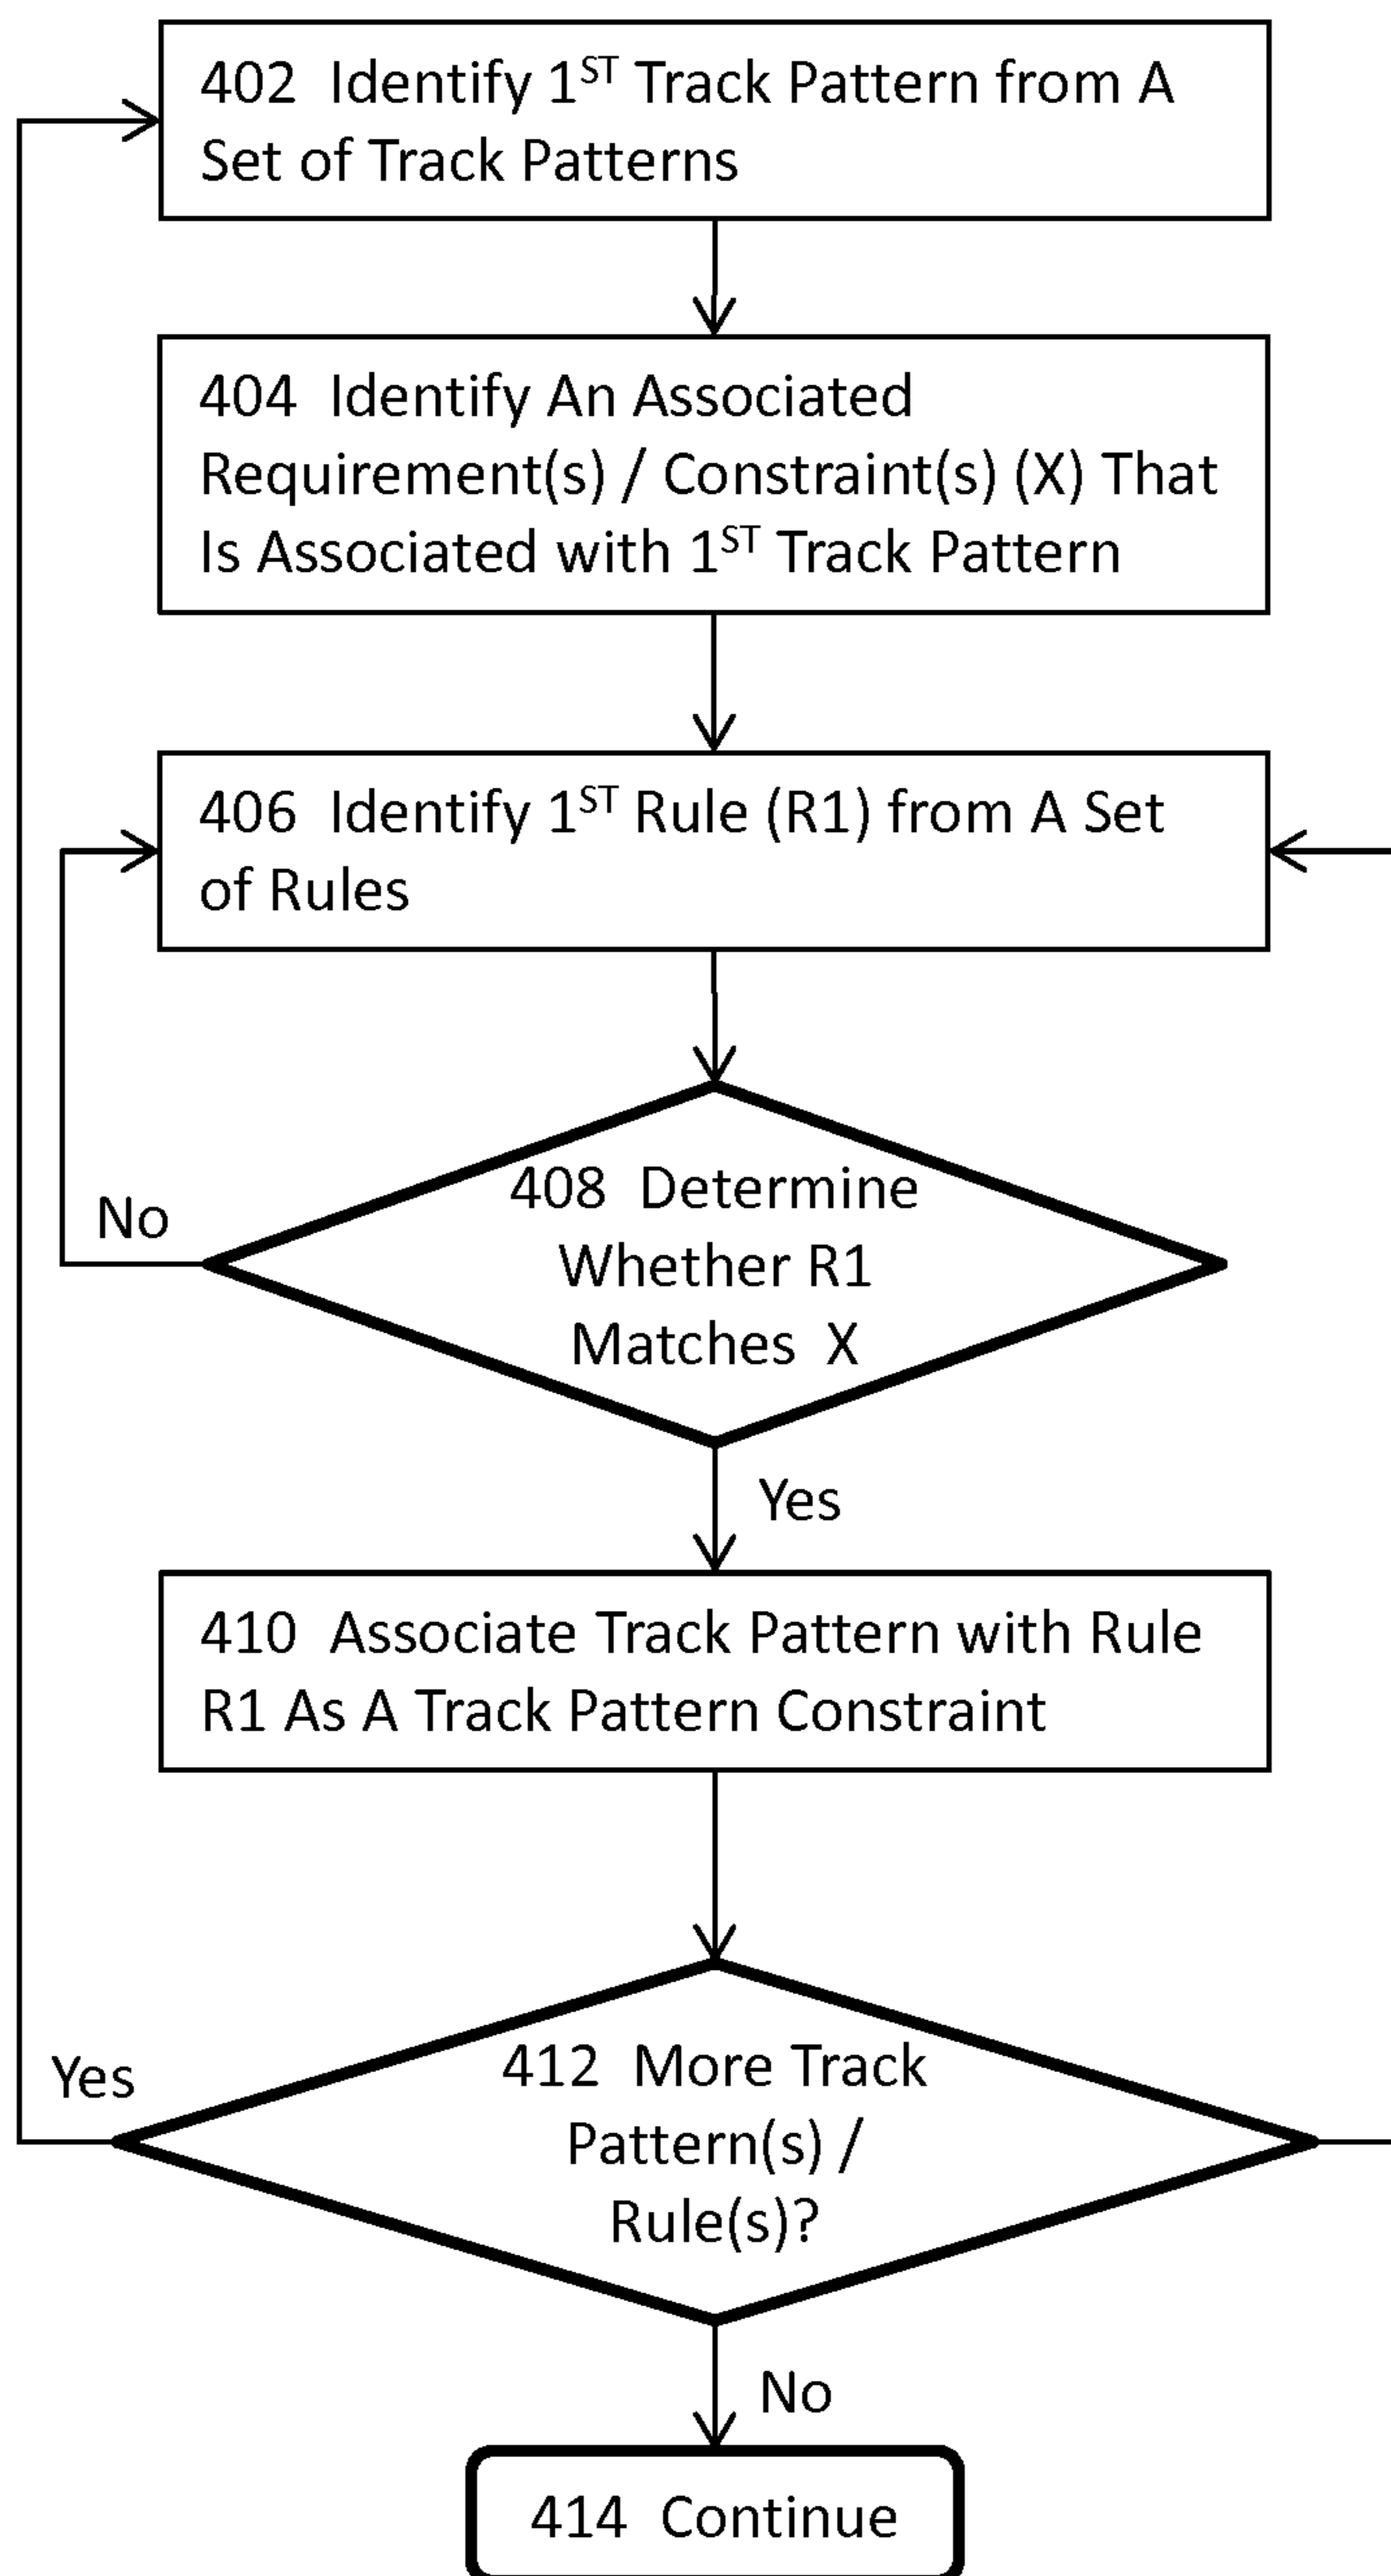 402 Identify 1ST Track Pattern from A
Set of Track Patterns
404 Identify An Associated
Requirement(s) / Constraint(s) (X) That
Is Associated with 1ST Track Pattern
406 Identify 1ST Rule (R1) from A Set
of Rules
408 Determine
Whether R1
Matches X
No
Yes
410 Associate Track Pattern with Rule
R1 As A Track Pattern Constraint
412 More Track
Pattern(s) /
Rule(s)?
Yes
No
414 Continue